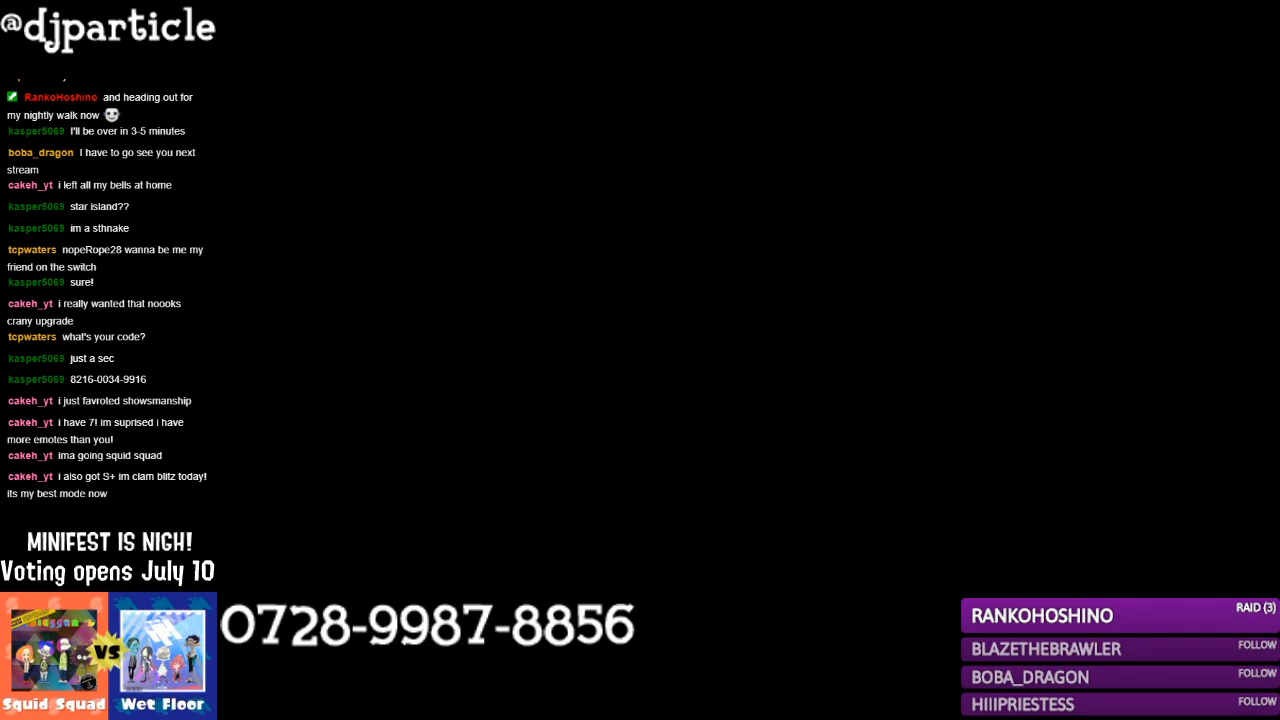 @djparticle
RankoHoshino and heading out for
my nightly walk now
kasper5069 I'll be over in 3-5 minutes
boba_dragon I have to go see you next
stream
cakeh_yt i left all my bells at home
kasper5069 star island??
kasper5069 im a sthnake
tcpwaters nopeRope28 wanna be me my
friend on the switch
kasper5069 sure!
cakeh_yt i really wanted that noooks
crany upgrade
tcpwaters what's your code?
kasper5069 just a sec
kasper5069 8216-0034-9916
cakeh_yt i just favroted showsmanship
cakeh_yt i have 7! im suprised i have
more emotes than you!
cakeh_yt ima going squid squad
cakeh_yt i also got S+ im clam blitz today!
its my best mode now
MINIFEST IS NIGH!
Voting opens July 10
VS
Squid Squad
Wet Floor
0728-9987-8856
RANKOHOSHINO RAID (3)
BLAZETHEBRAWLER FOLLOW
BOBA_DRAGON FOLLOW
HIIIPRIESTESS FOLLOW